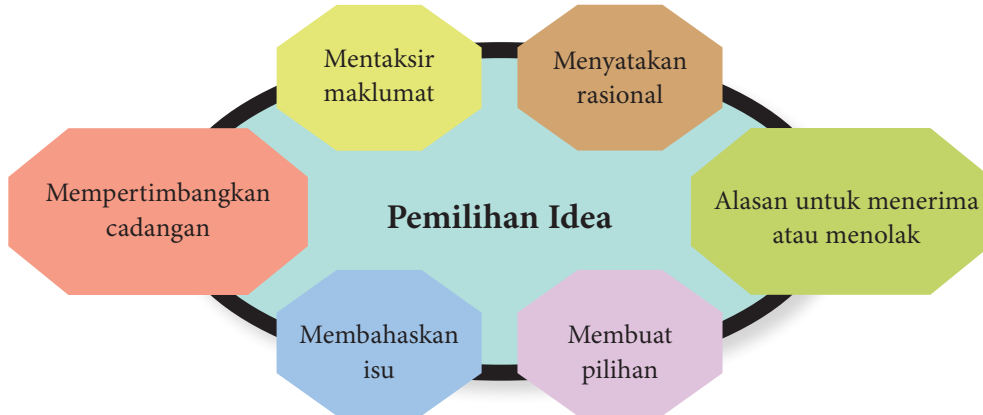 Mentaksir
maklumat
Menyatakan
rasional
Mempertimbangkan
cadangan
Pemilihan Idea
Alasan untuk menerima
atau menolak
Membahaskan
isu
Membuat
pilihan